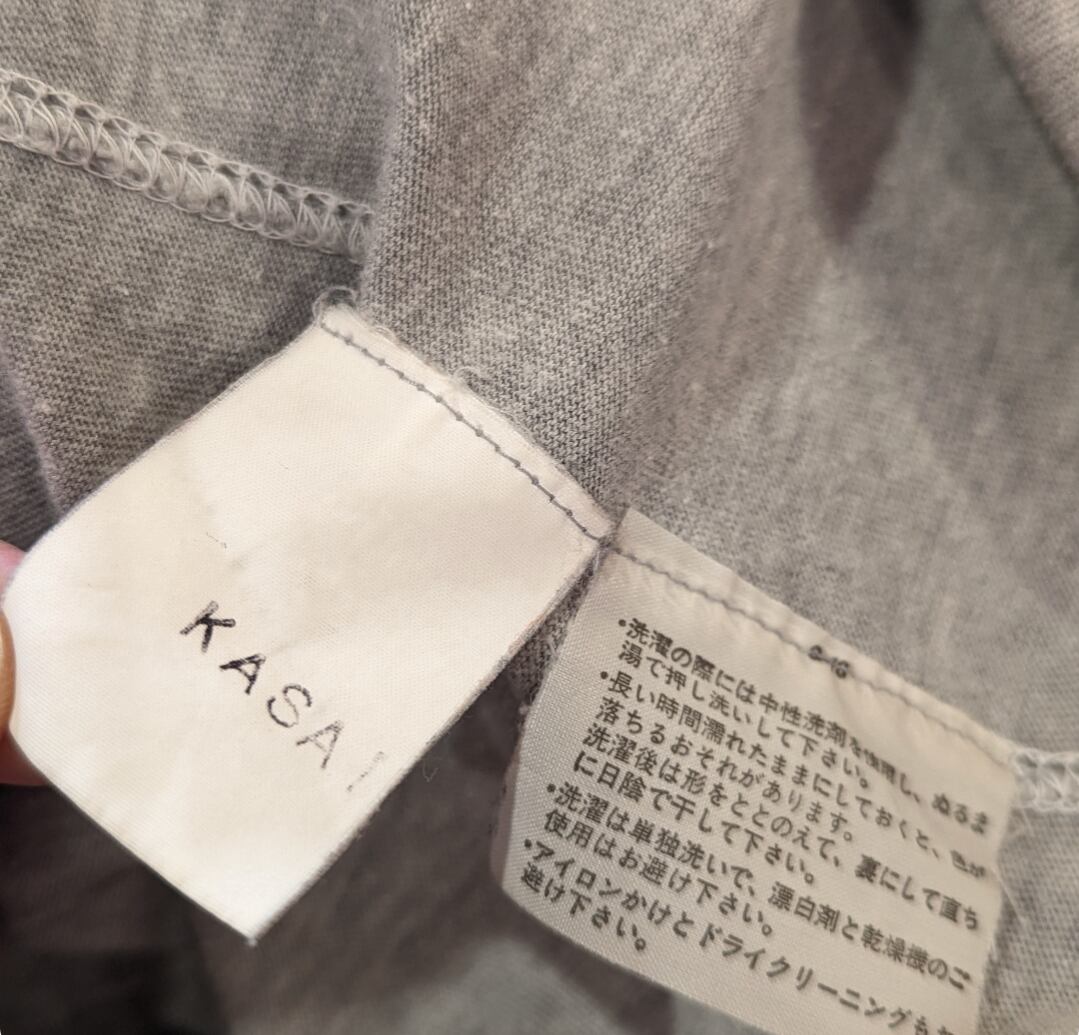 KASAI
•洗濯の際には中性洗剤を使用し、ぬるま
湯で押し洗いして下さい。
•長い時間濡れたままにしておくと、色が
落ちるおそれがあります。
洗濯後は形をととのえて、裏にして直ち
に日陰で干して下さい。
•洗濯は単独洗いで、漂白剤と乾燥機のご
使用はお避け下さい。
•アイロンかけとドライクリーニングもお
避け下さい。